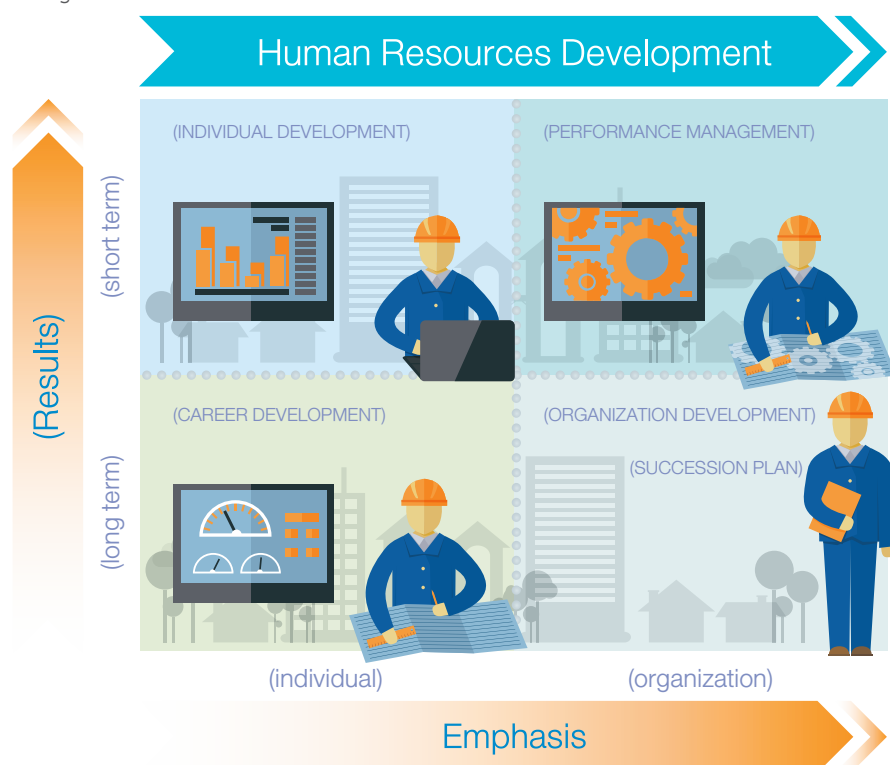 Human Resources Development
(INDIVIDUAL DEVELOPMENT)
(PERFORMANCE MANAGEMENT)
(short term)
(Results)
(CAREER DEVELOPMENT)
(ORGANIZATION DEVELOPMENT)
(SUCCESSION PLAN)
(long term)
(individual)
(organization)
Emphasis